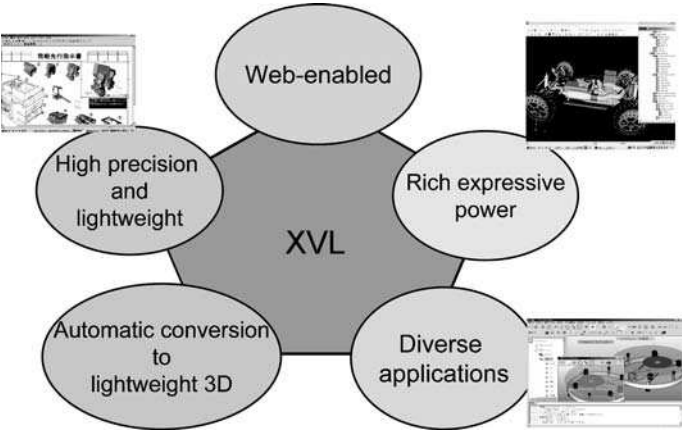 Web-enabled
High precision
and
lightweight
Rich expressive
power
XVL
Automatic conversion
to
lightweight 3D
Diverse
applications